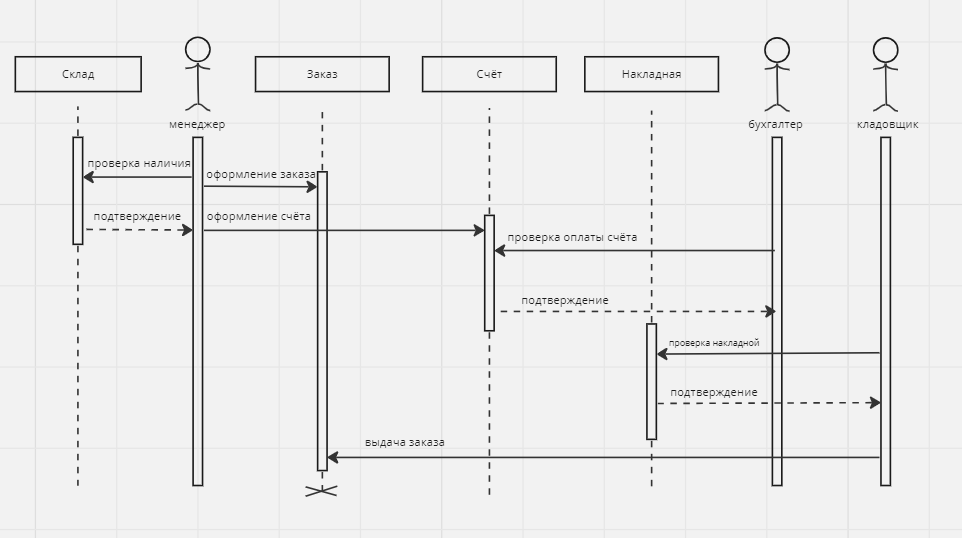 Склад
Заказ
Счёт
Накладная
менеджер
бухгалтер
кладовщик
проверка наличия
оформление заказа
подтверждение
оформление счёта
проверка оплаты счёта
подтверждение
проверка накладной
подтверждение
выдача заказа